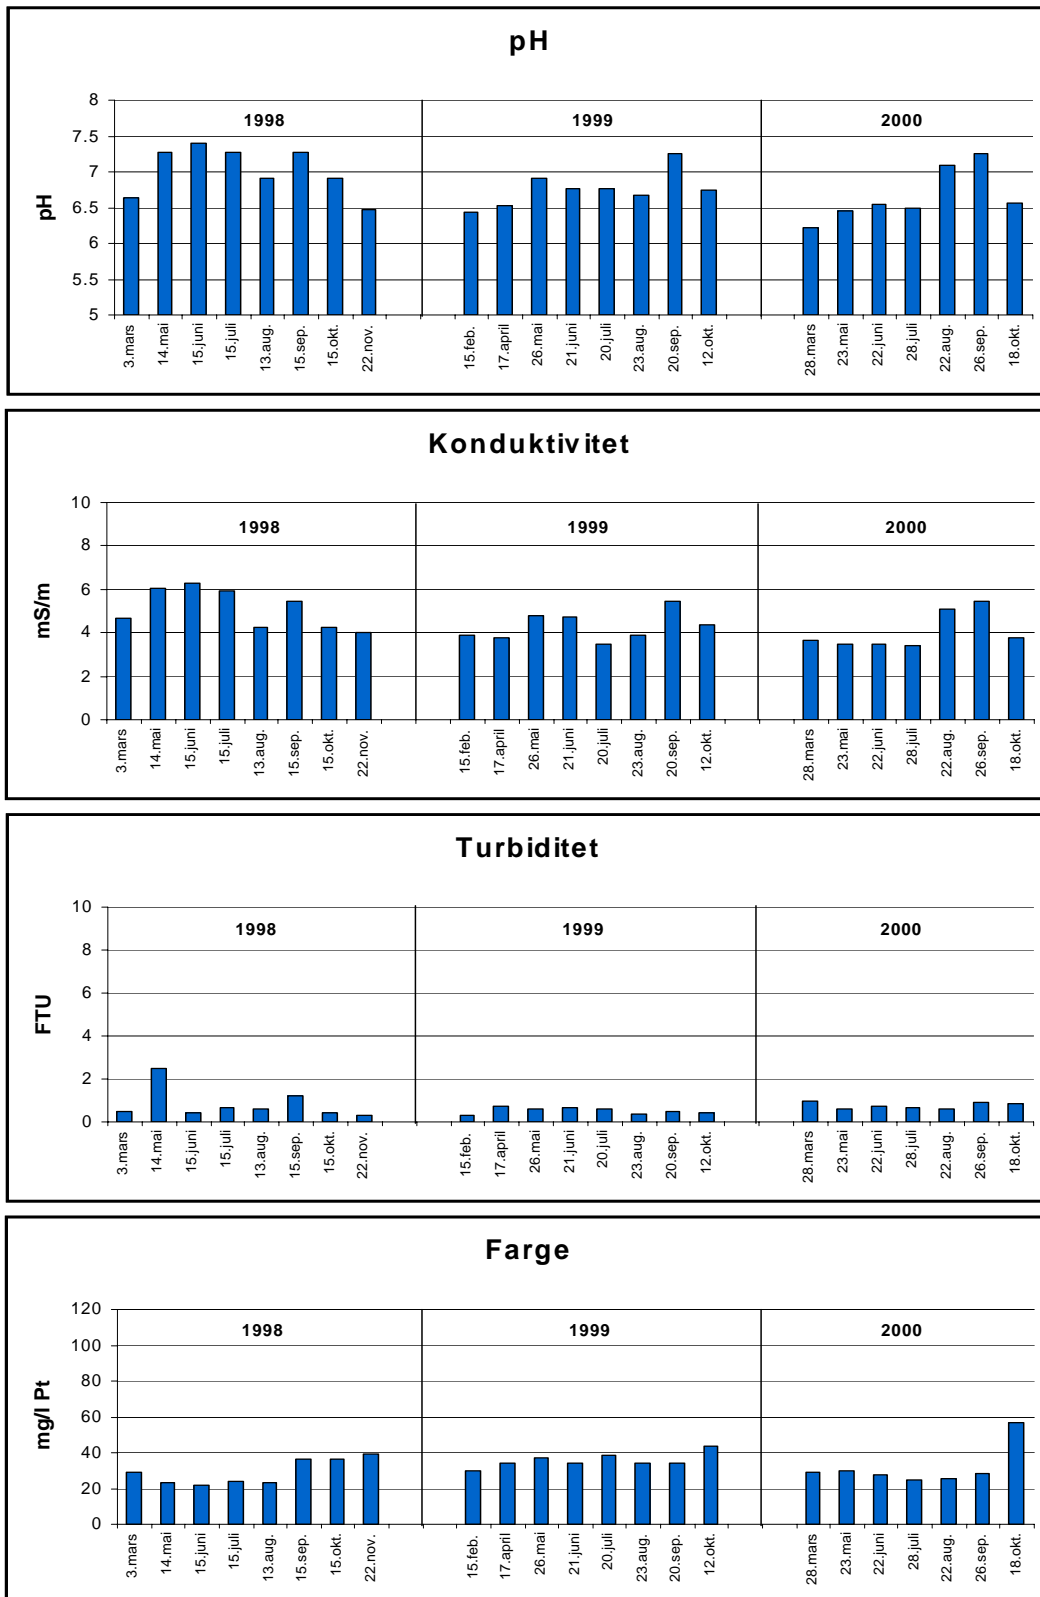 pH
8
7.5
7
6.5
6
5.5
5
pH
1998
1999
2000
3.mars
14.mai
15.juni
15.juli
13.aug.
15.sep.
15.okt.
22.nov.
15.feb.
17.april
26.mai
21.juni
20.juli
23.aug.
20.sep.
12.okt.
28.mars
23.mai
22.juni
28.juli
22.aug.
26.sep.
18.okt.
Konduktivitet
10
8
6
4
2
0
mS/m
1998
1999
2000
3.mars
14.mai
15.juni
15.juli
13.aug.
15.sep.
15.okt.
22.nov.
15.feb.
17.april
26.mai
21.juni
20.juli
23.aug.
20.sep.
12.okt.
28.mars
23.mai
22.juni
28.juli
22.aug.
26.sep.
18.okt.
Turbiditet
10
8
6
4
2
0
FTU
1998
1999
2000
3.mars
14.mai
15.juni
15.juli
13.aug.
15.sep.
15.okt.
22.nov.
15.feb.
17.april
26.mai
21.juni
20.juli
23.aug.
20.sep.
12.okt.
28.mars
23.mai
22.juni
28.juli
22.aug.
26.sep.
18.okt.
Farge
120
100
80
60
40
20
0
mg/l Pt
1998
1999
2000
3.mars
14.mai
15.juni
15.juli
13.aug.
15.sep.
15.okt.
22.nov.
15.feb.
17.april
26.mai
21.juni
20.juli
23.aug.
20.sep.
12.okt.
28.mars
23.mai
22.juni
28.juli
22.aug.
26.sep.
18.okt.